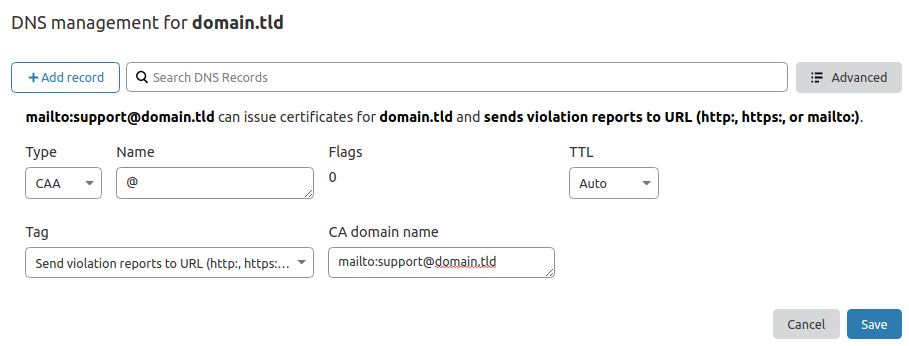 DNS management for domain.tld
+ Add record
Search DNS Records
Advanced
mailto:support@domain.tld can issue certificates for domain.tld and sends violation reports to URL (http:, https:, or mailto:).
Type Name Flags TTL
CAA @ 0 Auto
Tag CA domain name
Send violation reports to URL (http:, https:... mailto:support@domain.tld
Cancel Save